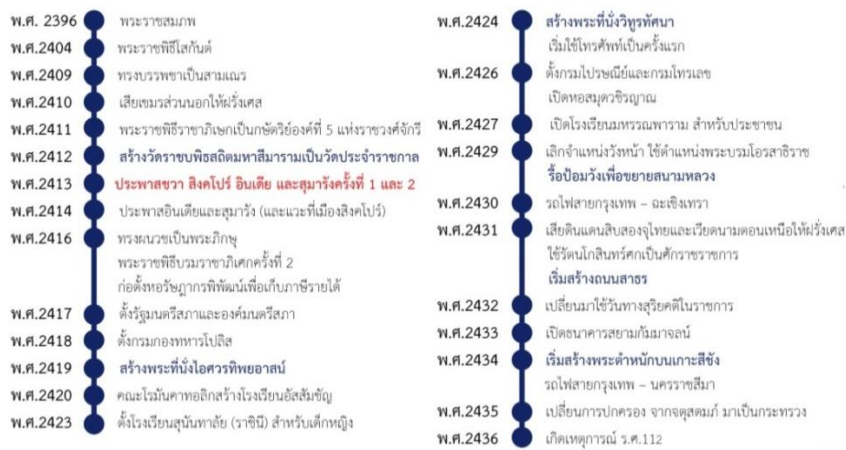 พ.ศ. 2396 พระราชสมภพ
พ.ศ.2404 พระราชพิธีโสกันต์
พ.ศ.2409 ทรงบรรพชาเป็นสามเณร
พ.ศ.2410 เสียเขมรส่วนนอกให้ฝรั่งเศส
พ.ศ.2411 พระราชพิธีราชาภิเษกเป็นกษัตริย์องค์ที่ 5 แห่งราชวงศ์จักรี
พ.ศ.2412 สร้างวัดราชบพิธสถิตมหาสีมารามเป็นวัดประจำราชกาล
พ.ศ.2413 ประพาสชวา สิงคโปร์ อินเดีย และสุมารังครั้งที่ 1 และ 2
พ.ศ.2414 ประพาสอินเดียและสุมารัง (และแวะที่เมืองสิงคโปร์)
พ.ศ.2416 ทรงผนวชเป็นพระภิกษุ
พระราชพิธีบรมราชาภิเศกครั้งที่ 2
ก่อตั้งหอรัษฎากรพิพัฒน์เพื่อเก็บภาษีรายได้
พ.ศ.2417 ตั้งรัฐมนตรีสภาและองค์มนตรีสภา
พ.ศ.2418 ตั้งกรมกองทหารโปลิส
พ.ศ.2419 สร้างพระที่นั่งไอศวรทิพยอาสน์
พ.ศ.2420 คณะโรมันคาทอลิกสร้างโรงเรียนอัสสัมชัญ
พ.ศ.2423 ตั้งโรงเรียนสุนันทาลัย (ราชินี) สำหรับเด็กหญิง
พ.ศ.2424 สร้างพระที่นั่งวิฑูรทัศนา
เริ่มใช้โทรศัพท์เป็นครั้งแรก
พ.ศ.2426 ตั้งกรมไปรษณีย์และกรมโทรเลข
เปิดหอสมุดวชิรญาณ
พ.ศ.2427 เปิดโรงเรียนมหรรณพาราม สำหรับประชาชน
พ.ศ.2429 เลิกจำแหน่งวังหน้า ใช้ตำแหน่งพระบรมโอรสาธิราช
รื้อป้อมวังเพื่อขยายสนามหลวง
พ.ศ.2430 รถไฟสายกรุงเทพ – ฉะเชิงเทรา
พ.ศ.2431 เสียดินแดนสิบสองจุไทยและเวียดนามตอนเหนือให้ฝรั่งเศส
ใช้รัตนโกสินทร์ศกเป็นศักราชราชการ
เริ่มสร้างถนนสาธร
พ.ศ.2432 เปลี่ยนมาใช้วันทางสุริยคติในราชการ
พ.ศ.2433 เปิดธนาคารสยามกัมมาจลน์
พ.ศ.2434 เริ่มสร้างพระตำหนักบนเกาะสีชัง
รถไฟสายกรุงเทพ – นครราชสีมา
พ.ศ.2435 เปลี่ยนการปกครอง จากจตุสตมภ์ มาเป็นกระทรวง
พ.ศ.2436 เกิดเหตุการณ์ ร.ศ.112